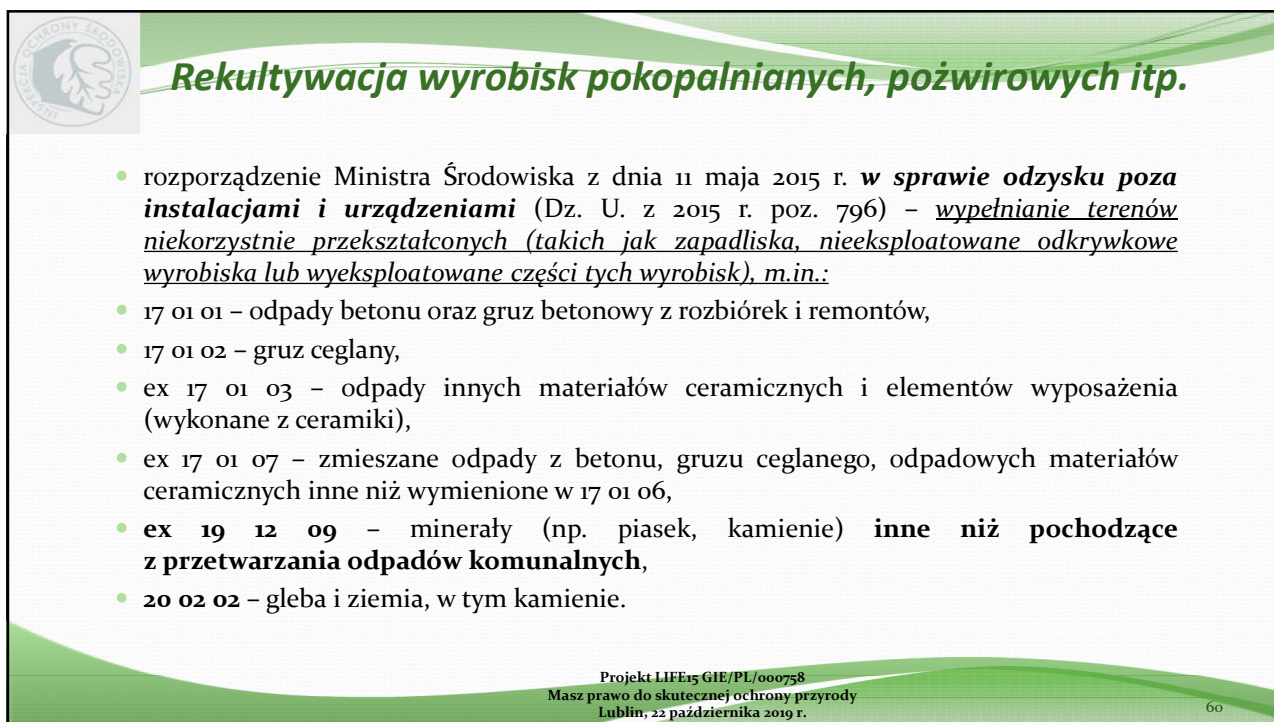 INSPEKCJA OCHRONY ŚRODOWISKA
Rekultywacja wyrobisk pokopalnianych, pożwirowych itp.
• rozporządzenie Ministra Środowiska z dnia 11 maja 2015 r. w sprawie odzysku poza
instalacjami i urządzeniami (Dz. U. z 2015 r. poz. 796) – wypełnianie terenów
niekorzystnie przekształconych (takich jak zapadliska, nieeksploatowane odkrywkowe
wyrobiska lub wyeksploatowane części tych wyrobisk), m.in.:
• 17 01 01 – odpady betonu oraz gruz betonowy z rozbiórek i remontów,
• 17 01 02 – gruz ceglany,
• ex 17 01 03 – odpady innych materiałów ceramicznych i elementów wyposażenia
(wykonane z ceramiki),
• ex 17 01 07 – zmieszane odpady z betonu, gruzu ceglanego, odpadowych materiałów
ceramicznych inne niż wymienione w 17 01 06,
• ex 19 12 09 – minerały (np. piasek, kamienie) inne niż pochodzące
z przetwarzania odpadów komunalnych,
• 20 02 02 – gleba i ziemia, w tym kamienie.
Projekt LIFE15 GIE/PL/000758
Masz prawo do skutecznej ochrony przyrody
Lublin, 22 października 2019 r.
60